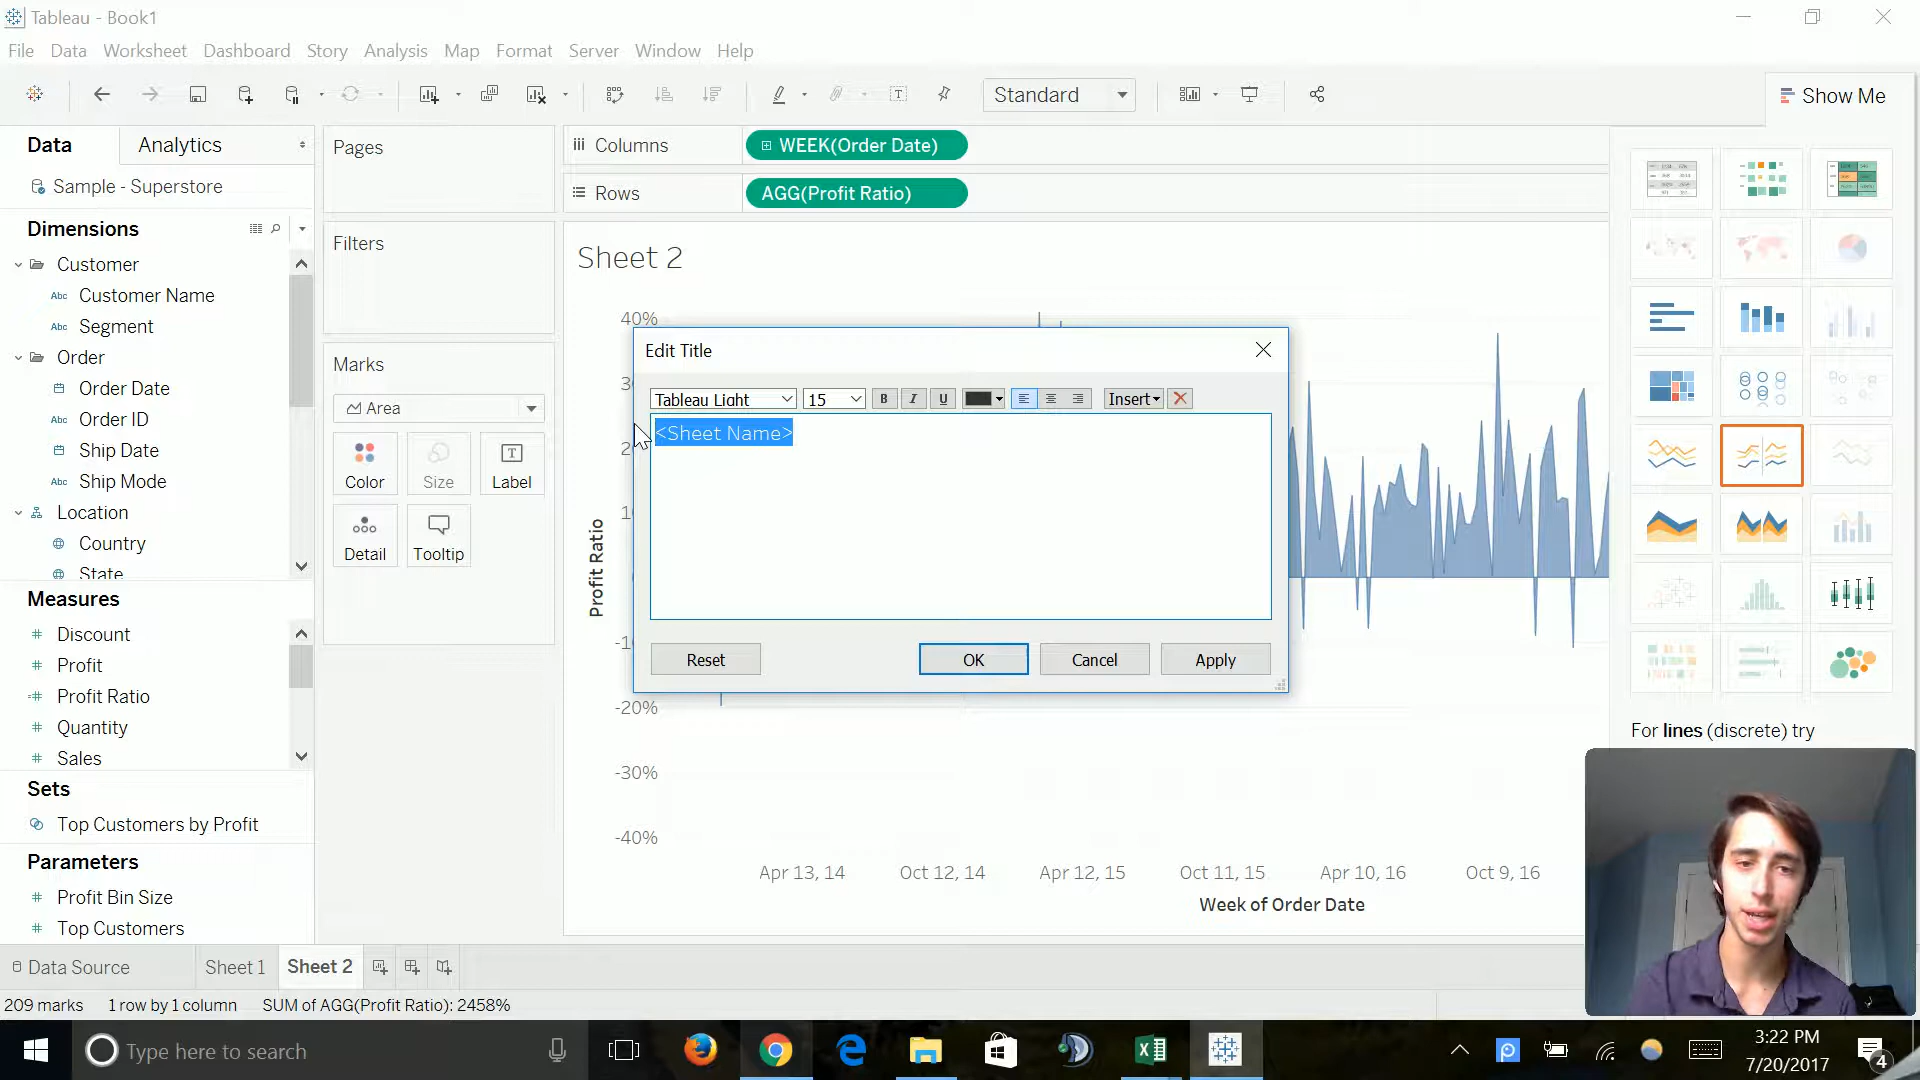 Tableau - Book1
File Data Worksheet Dashboard Story Analysis Map Format Server Window Help
Standard
Show Me
Data
Analytics
Sample - Superstore
Dimensions
Customer
Abc Customer Name
Abc Segment
Order
Order Date
Abc Order ID
Ship Date
Abc Ship Mode
Location
Country
State
Measures
Discount
Profit
Profit Ratio
Quantity
Sales
Sets
Top Customers by Profit
Parameters
Profit Bin Size
Top Customers
Pages
Filters
Marks
Area
Color
Size
Label
Detail
Tooltip
Columns
WEEK(Order Date)
Rows
AGG(Profit Ratio)
Sheet 2
40%
-20%
-30%
-40%
Profit Ratio
Apr 13, 14
Oct 12, 14
Apr 12, 15
Oct 11, 15
Apr 10, 16
Oct 9, 16
Week of Order Date
Edit Title
Tableau Light
15
B I U
Insert
<Sheet Name>
Reset
OK
Cancel
Apply
For lines (discrete) try
Data Source
Sheet 1
Sheet 2
209 marks
1 row by 1 column
SUM of AGG(Profit Ratio): 2458%
Type here to search
3:22 PM
7/20/2017
4